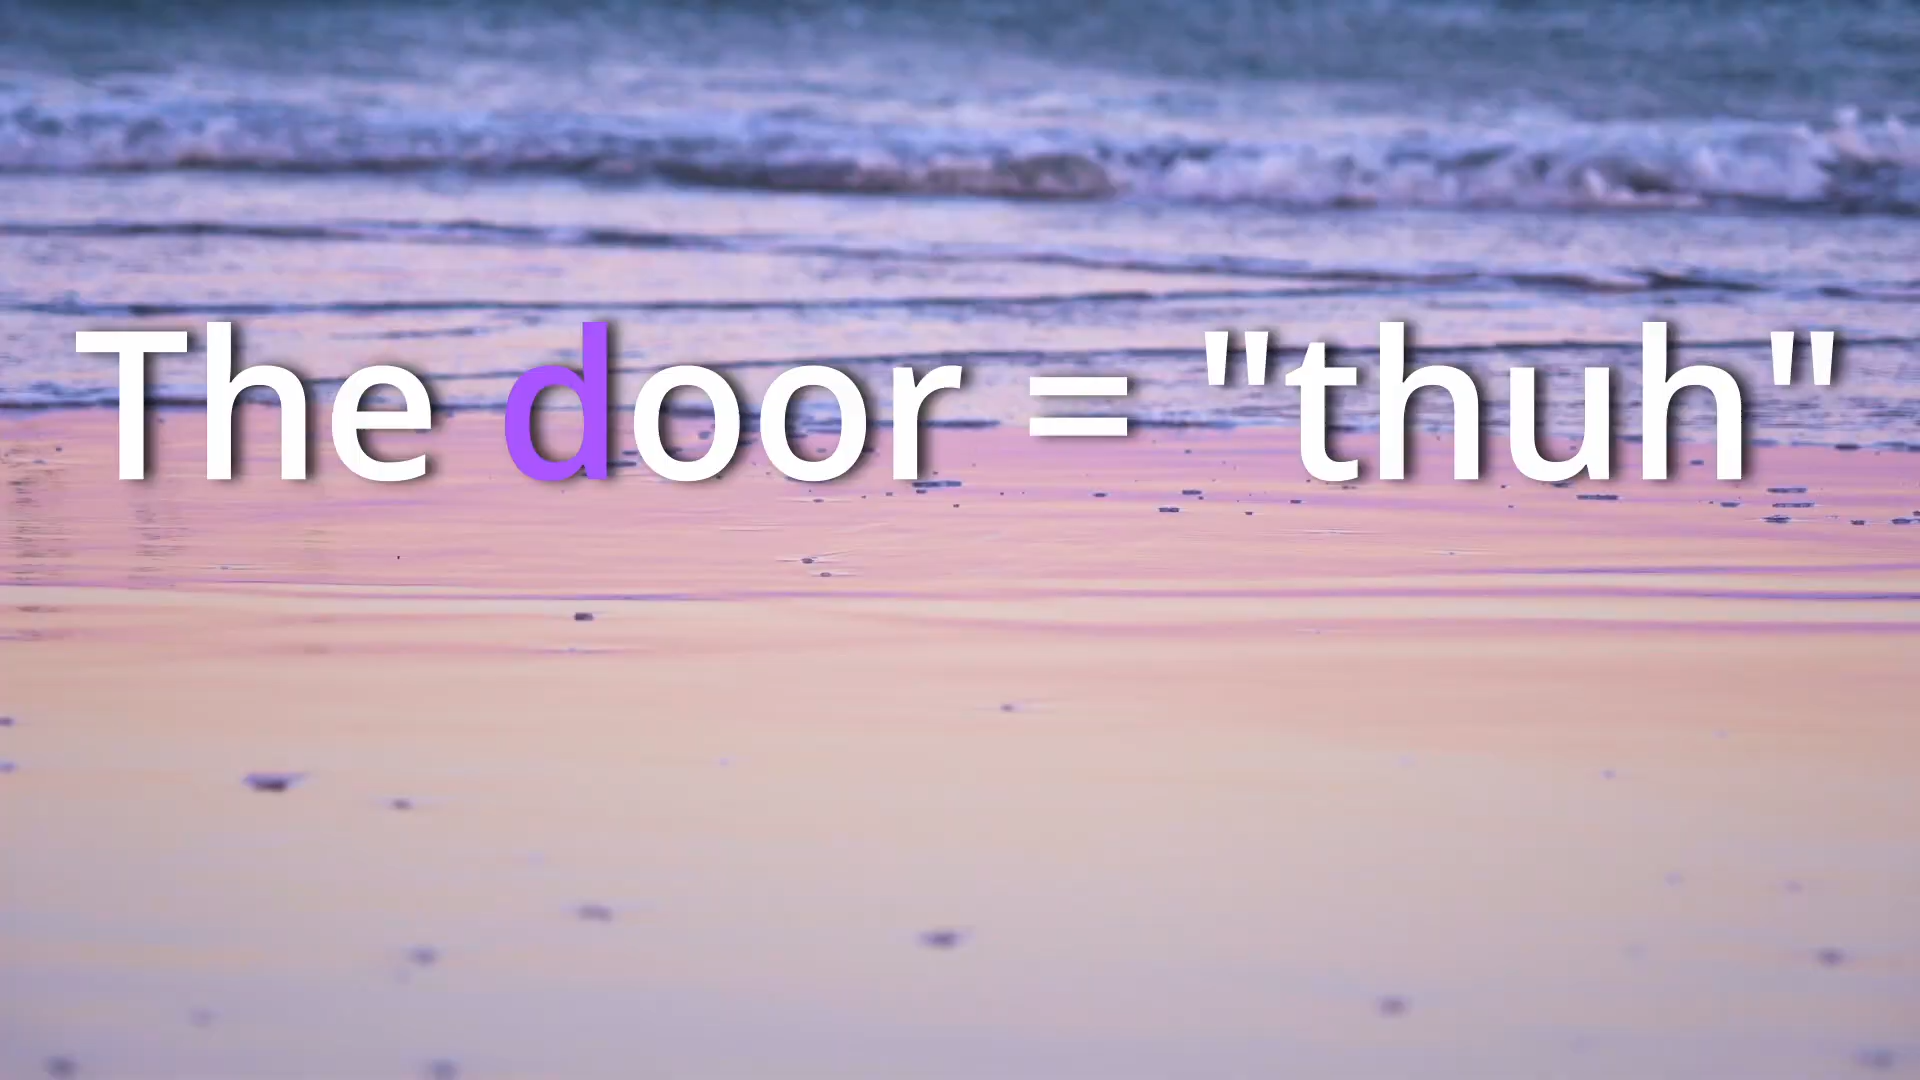 The door = "thuh"